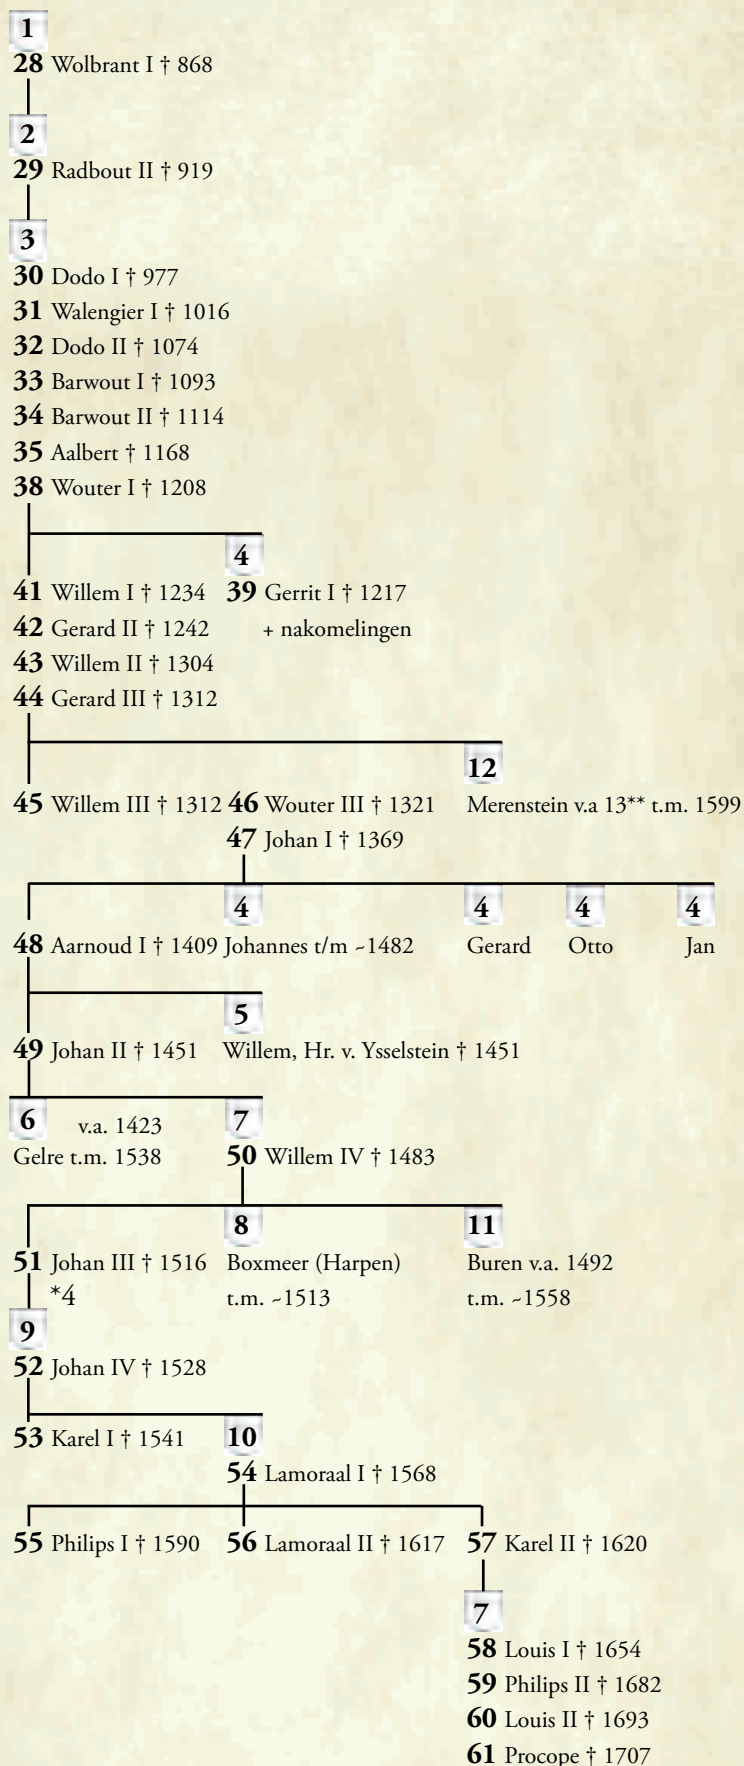 1
28 Wolbrant I † 868
2
29 Radbout II † 919
3
30 Dodo I † 977
31 Walengier I † 1016
32 Dodo II † 1074
33 Barwout I † 1093
34 Barwout II † 1114
35 Aalbert † 1168
38 Wouter I † 1208
4
41 Willem I † 1234 39 Gerrit I † 1217
42 Gerard II † 1242 + nakomelingen
43 Willem II † 1304
44 Gerard III † 1312
12
45 Willem III † 1312 46 Wouter III † 1321 Merenstein v.a 13** t.m. 1599
47 Johan I † 1369
4 4 4 4
48 Aarnoud I † 1409 Johannes t/m ~1482 Gerard Otto Jan
5
49 Johan II † 1451 Willem, Hr. v. Ysselstein † 1451
6 v.a. 1423 7
Gelre t.m. 1538 50 Willem IV † 1483
8 11
51 Johan III † 1516 Boxmeer (Harpen) Buren v.a. 1492
*4 t.m. ~1513 t.m. ~1558
9
52 Johan IV † 1528
53 Karel I † 1541 10
54 Lamoraal I † 1568
55 Philips I † 1590 56 Lamoraal II † 1617 57 Karel II † 1620
7
58 Louis I † 1654
59 Philips II † 1682
60 Louis II † 1693
61 Procope † 1707